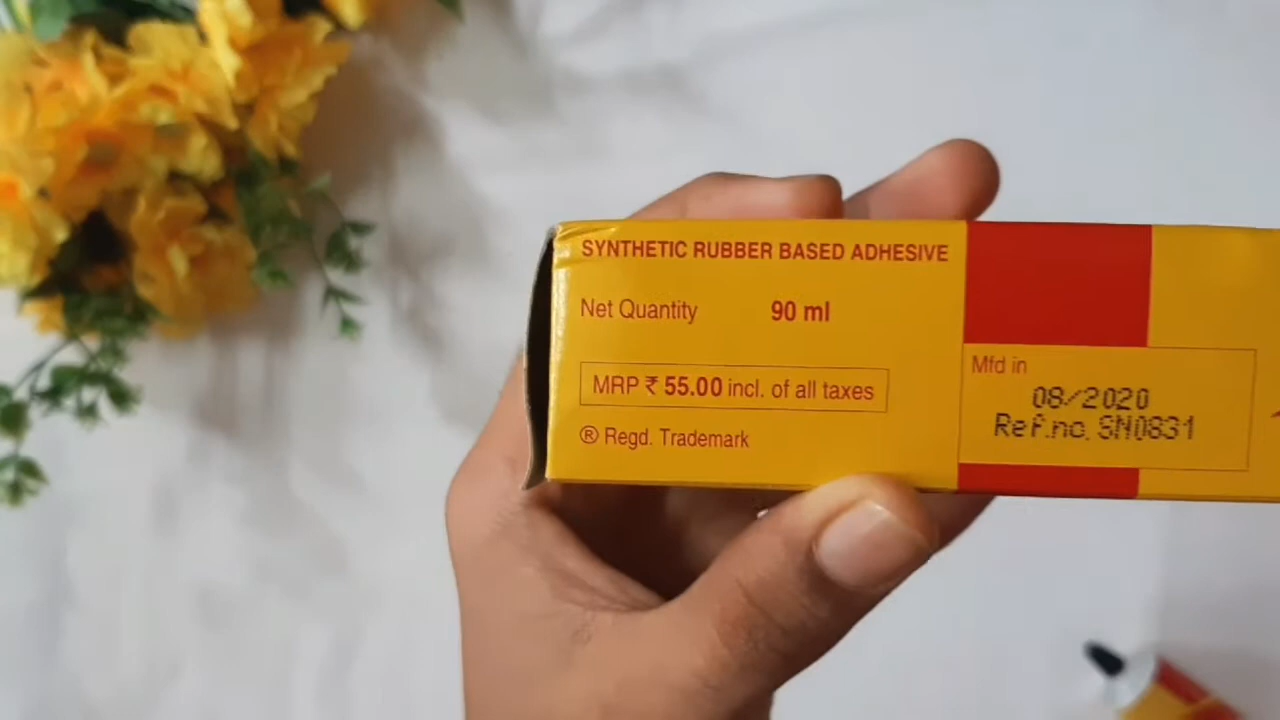 SYNTHETIC RUBBER BASED ADHESIVE
Net Quantity 90 ml
MRP ₹ 55.00 incl. of all taxes
® Regd. Trademark
Mfd in
08/2020
Ref.no. SN0831